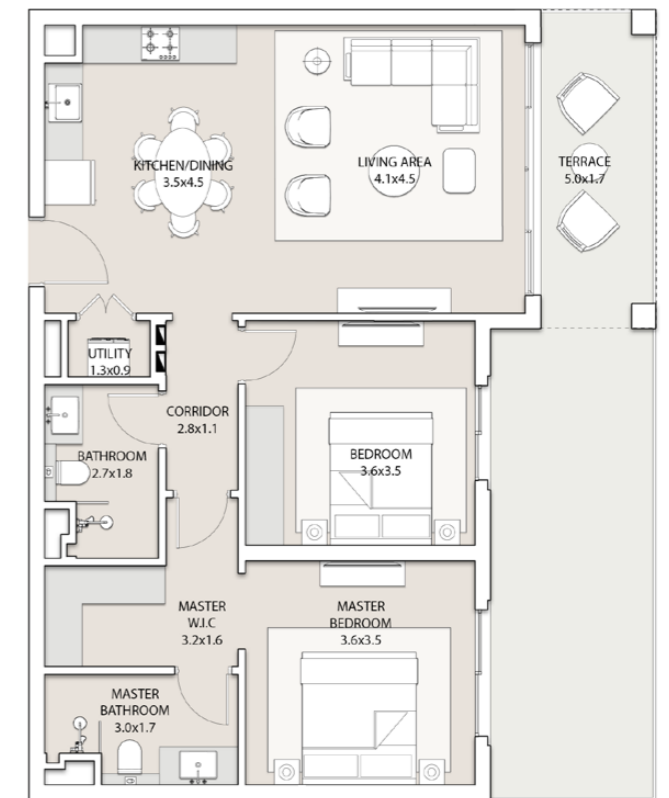 KITCHEN/DINING
3.5x4.5
LIVING AREA
4.1x4.5
TERRACE
5.0x1.7
UTILITY
1.3x0.9
CORRIDOR
2.8x1.1
BATHROOM
2.7x1.8
BEDROOM
3.6x3.5
MASTER
W.I.C
3.2x1.6
MASTER
BEDROOM
3.6x3.5
MASTER
BATHROOM
3.0x1.7